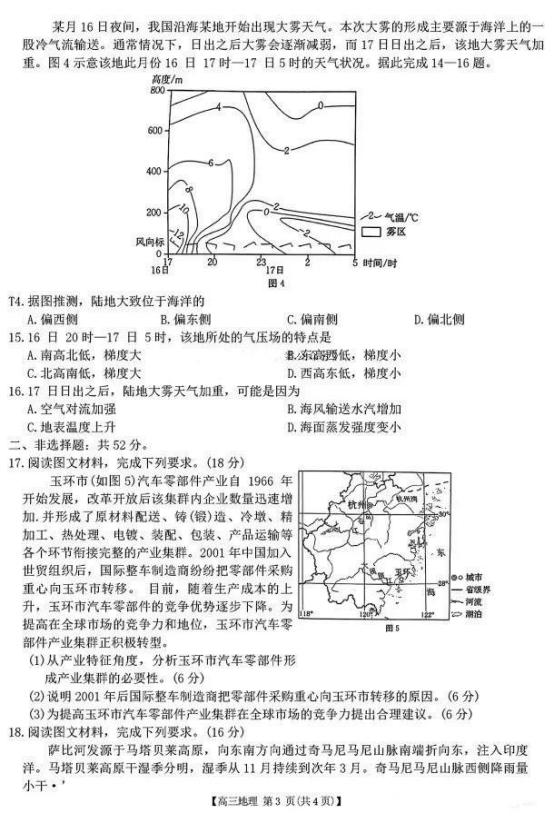 某月 16 日夜间，我国沿海某地开始出现大雾天气。本次大雾的形成主要源于海洋上的一
股冷气流输送。通常情况下，日出之后大雾会逐渐减弱，而 17 日日出之后，该地大雾天气加
重。图 4 示意该地此月份 16 日 17 时—17 日 5 时的天气状况。据此完成 14—16 题。
高度/m
800
600
400
200
风向标
0
4
0
2
6
8
10
12
0
2
-2
17
20
23
2
5
时间/时
16日
17日
-2- 气温/℃
雾区
图 4
T4. 据图推测，陆地大致位于海洋的
A. 偏西侧 B. 偏东侧 C. 偏南侧 D. 偏北侧
15. 16 日 20 时—17 日 5 时，该地所处的气压场的特点是
A. 南高北低，梯度大 B. 东高西低，梯度小
C. 北高南低，梯度大 D. 西高东低，梯度小
16. 17 日日出之后，陆地大雾天气加重，可能是因为
A. 空气对流加强 B. 海风输送水汽增加
C. 地表温度上升 D. 海面蒸发强度变小
二、非选择题：共 52 分。
17. 阅读图文材料，完成下列要求。(18 分)
玉环市(如图 5)汽车零部件产业自 1966 年
开始发展，改革开放后该集群内企业数量迅速增
加. 并形成了原材料配送、铸(锻)造、冷墩、精
加工、热处理、电镀、装配、包装、产品运输等
各个环节衔接完整的产业集群。2001 年中国加入
世贸组织后，国际整车制造商纷纷把零部件采购
重心向玉环市转移。 目前，随着生产成本的上
升，玉环市汽车零部件的竞争优势逐步下降。为
提高在全球市场的竞争力和地位，玉环市汽车零
部件产业集群正积极转型。
杭州
杭州湾
30°
东
玉环
28°
海
118°
120°
122°
城市
省级界
河流
湖泊
图 5
(1)从产业特征角度，分析玉环市汽车零部件形
成产业集群的必要性。(6 分)
(2)说明 2001 年后国际整车制造商把零部件采购重心向玉环市转移的原因。(6 分)
(3)为提高玉环市汽车零部件产业集群在全球市场的竞争力提出合理建议。(6 分)
18. 阅读图文材料，完成下列要求。(16 分)
萨比河发源于马塔贝莱高原，向东南方向通过奇马尼马尼山脉南端折向东，注入印度
洋。马塔贝莱高原干湿季分明，湿季从 11 月持续到次年 3 月。奇马尼马尼山脉西侧降雨量
小于
【高三地理 第 3 页(共 4 页)】